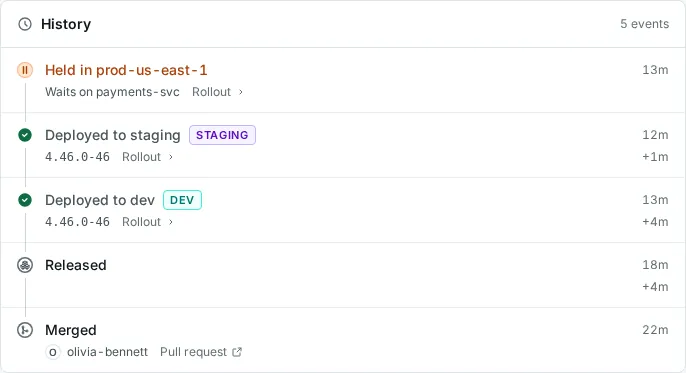 History 5 events
Held in prod-us-east-1 13m
Waits on payments-svc Rollout
Deployed to staging STAGING 12m
4.46.0-46 Rollout +1m
Deployed to dev DEV 13m
4.46.0-46 Rollout +4m
Released 18m
+4m
Merged 22m
O olivia-bennett Pull request